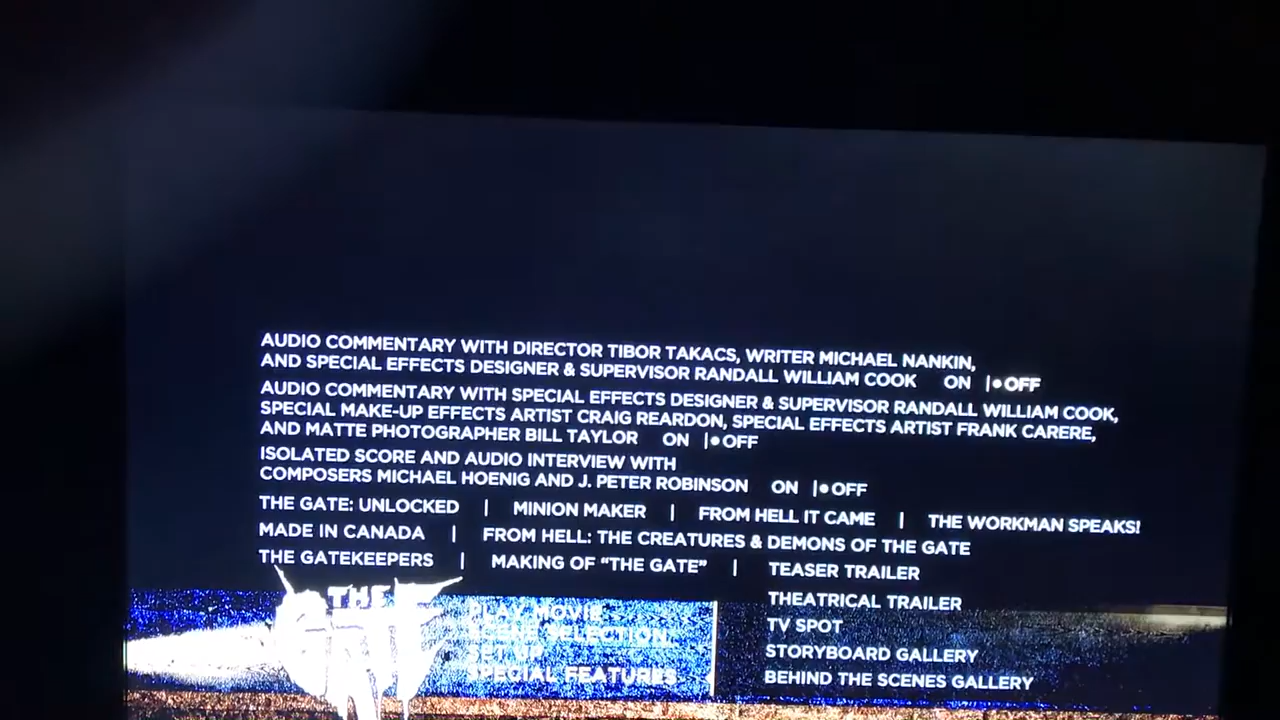 AUDIO COMMENTARY WITH DIRECTOR TIBOR TAKACS, WRITER MICHAEL NANKIN,
AND SPECIAL EFFECTS DESIGNER & SUPERVISOR RANDALL WILLIAM COOK ON |•OFF
AUDIO COMMENTARY WITH SPECIAL EFFECTS DESIGNER & SUPERVISOR RANDALL WILLIAM COOK,
SPECIAL MAKE-UP EFFECTS ARTIST CRAIG REARDON, SPECIAL EFFECTS ARTIST FRANK CARERE,
AND MATTE PHOTOGRAPHER BILL TAYLOR ON |•OFF
ISOLATED SCORE AND AUDIO INTERVIEW WITH
COMPOSERS MICHAEL HOENIG AND J. PETER ROBINSON ON |•OFF
THE GATE: UNLOCKED | MINION MAKER | FROM HELL IT CAME | THE WORKMAN SPEAKS!
MADE IN CANADA | FROM HELL: THE CREATURES & DEMONS OF THE GATE
THE GATEKEEPERS | MAKING OF “THE GATE” | TEASER TRAILER
THEATRICAL TRAILER
TV SPOT
STORYBOARD GALLERY
BEHIND THE SCENES GALLERY
THE
GATE
PLAY MOVIE
SCENE SELECTION
SET UP
SPECIAL FEATURES